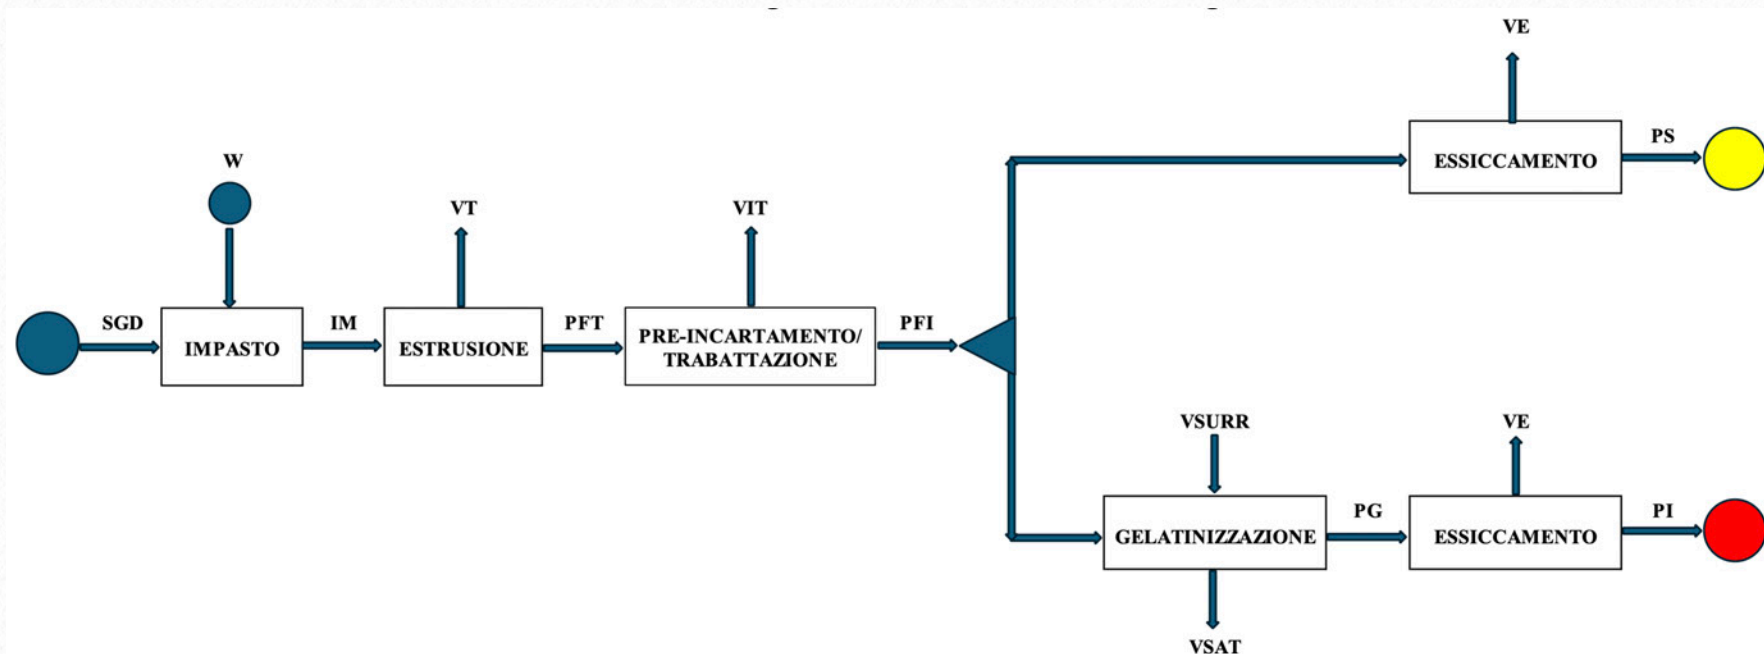 VE
ESSICCAMENTO
PS
W
VT
VIT
SGD
IMPASTO
IM
ESTRUSIONE
PFT
PRE-INCARTAMENTO/
TRABATTAZIONE
PFI
VSURR
GELATINIZZAZIONE
VSAT
PG
VE
ESSICCAMENTO
PI